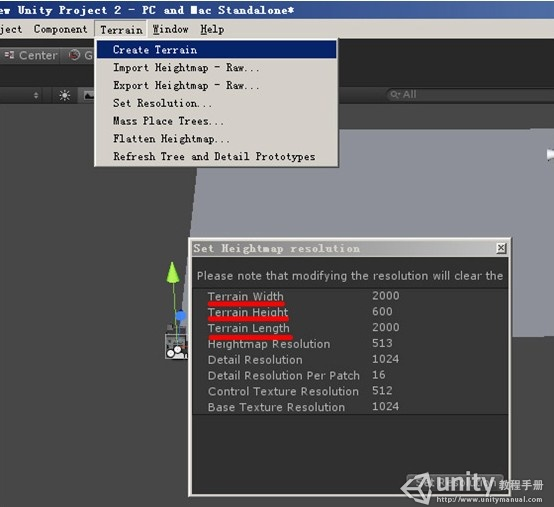 ew Unity Project 2 - PC and Mac Standalone*
ject Component Terrain Window Help
Center G
All
Create Terrain
Import Heightmap - Raw...
Export Heightmap - Raw...
Set Resolution...
Mass Place Trees...
Flatten Heightmap...
Refresh Tree and Detail Prototypes
Set Heightmap resolution
Please note that modifying the resolution will clear the
Terrain Width 2000
Terrain Height 600
Terrain Length 2000
Heightmap Resolution 513
Detail Resolution 1024
Detail Resolution Per Patch 16
Control Texture Resolution 512
Base Texture Resolution 1024
Set Resolution
unity 教程手册
http://www.unitymanual.com